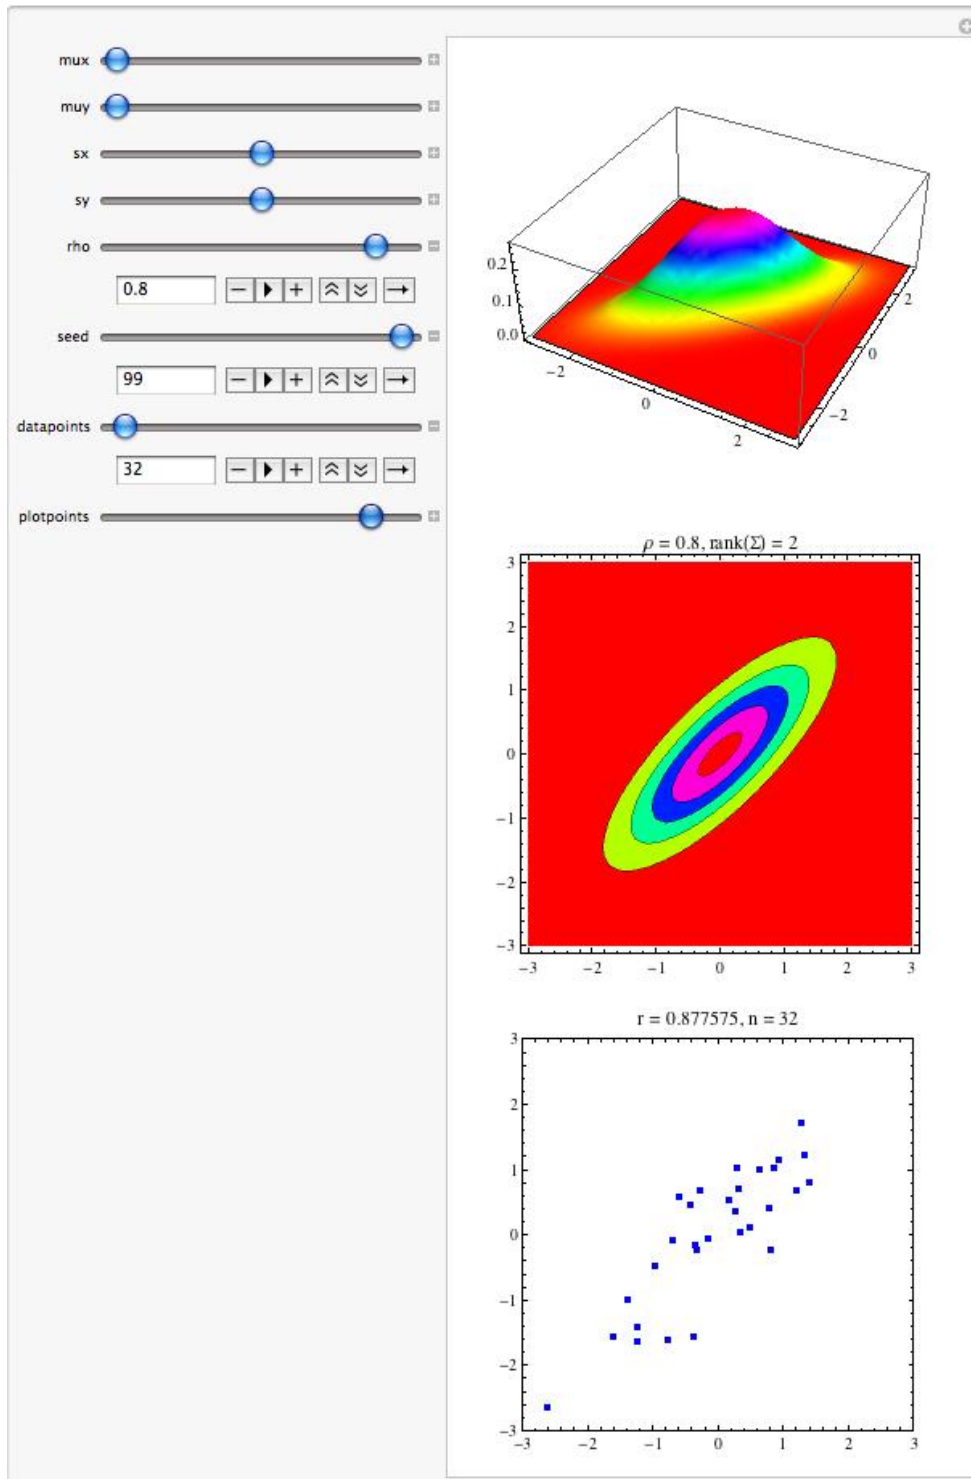 mux
muy
sx
sy
rho
0.8
seed
99
datapoints
32
plotpoints
0.2
0.1
0.0
−2
0
2
−2
0
2
ρ = 0.8, rank(Σ) = 2
3
2
1
0
−1
−2
−3
−3 −2 −1 0 1 2 3
r = 0.877575, n = 32
3
2
1
0
−1
−2
−3
−3 −2 −1 0 1 2 3